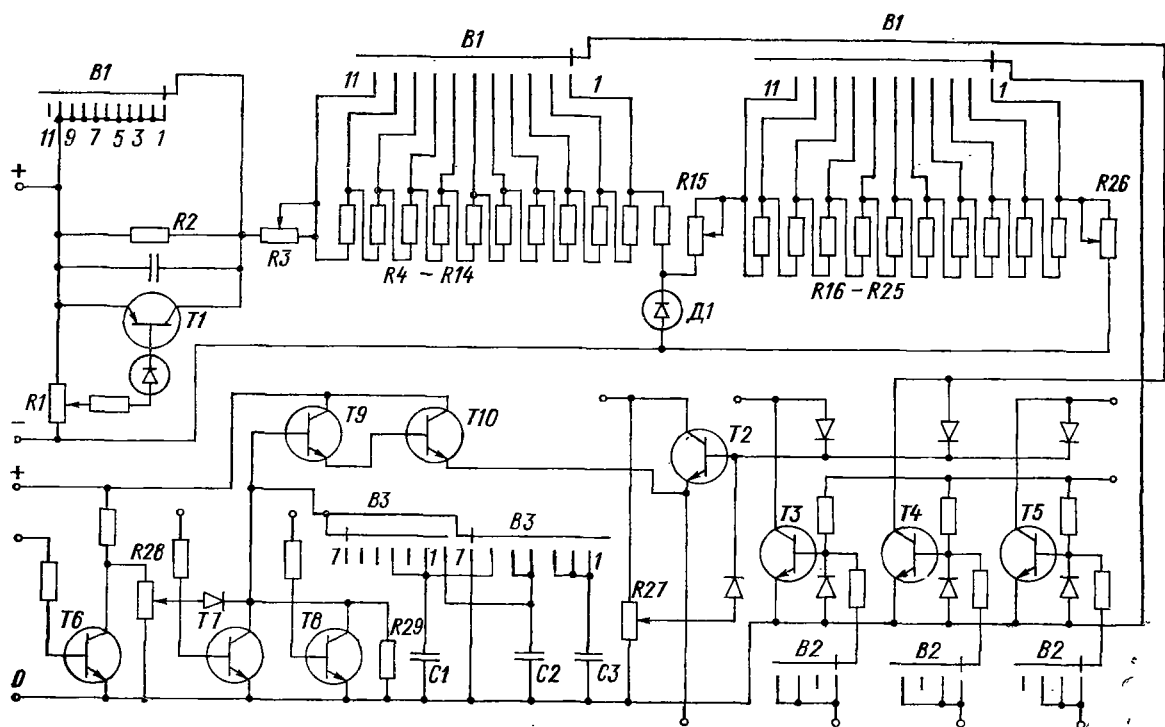 B1
B1
B1
11 9 7 5 3 1
11
1
11
1
+
R2
R3
R4 ~ R14
R15
R16 – R25
R26
T1
Д1
R1
–
T9
T10
T2
+
B3
B3
T3
T4
T5
R28
7
1
7
1
R27
T6
T7
T8
R29
C1
C2
C3
B2
B2
B2
0